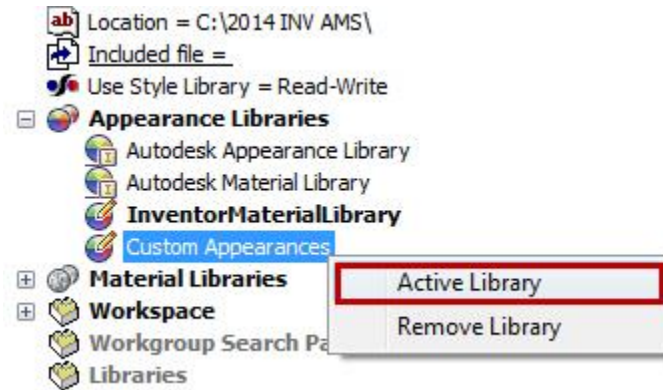 Location = C:\2014 INV AMS\
Included file =
Use Style Library = Read-Write
Appearance Libraries
Autodesk Appearance Library
Autodesk Material Library
InventorMaterialLibrary
Custom Appearances
Material Libraries
Active Library
Workspace
Remove Library
Workgroup Search Pa
Libraries